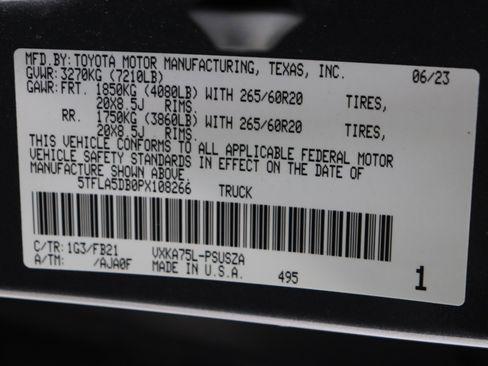 MFD.BY: TOYOTA MOTOR MANUFACTURING, TEXAS, INC. 06/23
GVWR: 3270KG (7210LB)
GAWR: FRT. 1850KG (4080LB) WITH 265/60R20 TIRES,
20X8.5J RIMS.
RR. 1750KG (3860LB) WITH 265/60R20 TIRES,
20X8.5J RIMS.
THIS VEHICLE CONFORMS TO ALL APPLICABLE FEDERAL MOTOR
VEHICLE SAFETY STANDARDS IN EFFECT ON THE DATE OF
MANUFACTURE SHOWN ABOVE.
5TFLA5DB0PX108266 TRUCK
C/TR: 1G3/FB21 VXKA75L-PSUSZA
A/TM: /AJA0F MADE IN U.S.A. 495 1